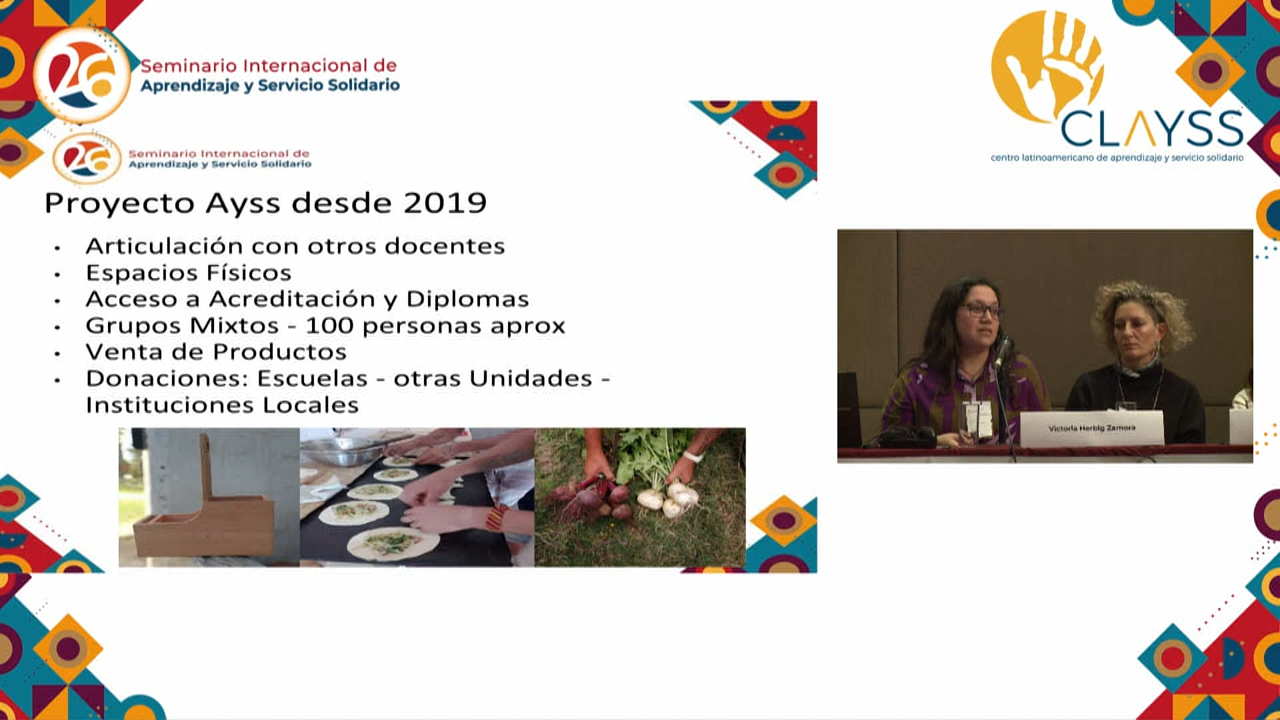 26
Seminario Internacional de
Aprendizaje y Servicio Solidario
CLAYSS
centro latinoamericano de aprendizaje y servicio solidario
26
Seminario Internacional de
Aprendizaje y Servicio Solidario
Proyecto Ayss desde 2019
• Articulación con otros docentes
• Espacios Físicos
• Acceso a Acreditación y Diplomas
• Grupos Mixtos - 100 personas aprox
• Venta de Productos
• Donaciones: Escuelas - otras Unidades -
Instituciones Locales
Victoria Herbig Zamora